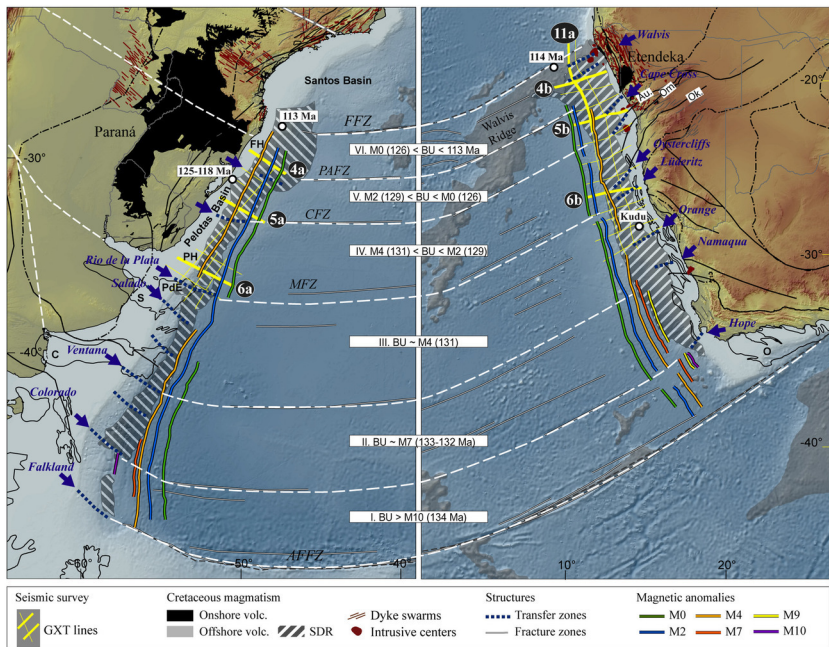 Santos Basin
Paraná
113 Ma
FFZ
FH
-30°
125-118 Ma
PAFZ
4a
Pelotas Basin
CFZ
5a
PH
Rio de la Plata
PdE
6a
MFZ
Salado
S
-40°
C
Ventana
Colorado
Falkland
AFFZ
50°
-40°
VI. M0 (126) < BU < 113 Ma
V. M2 (129) < BU < M0 (126)
IV. M4 (131) < BU < M2 (129)
III. BU ~ M4 (131)
II. BU ~ M7 (133-132 Ma)
I. BU > M10 (134 Ma)
11a
Walvis
Etendeka
114 Ma
Cape Cross
-20°
4b
Au.
Om.
Ok.
Walvis Ridge
5b
Oystercliffs
Lüderitz
6b
Kudu
Orange
Namaqua
-30°
Hope
O
-40°
10°
20°
Seismic survey
GXT lines
Cretaceous magmatism
Onshore volc.
Offshore volc.
SDR
Dyke swarms
Intrusive centers
Structures
Transfer zones
Fracture zones
Magnetic anomalies
M0
M4
M9
M2
M7
M10